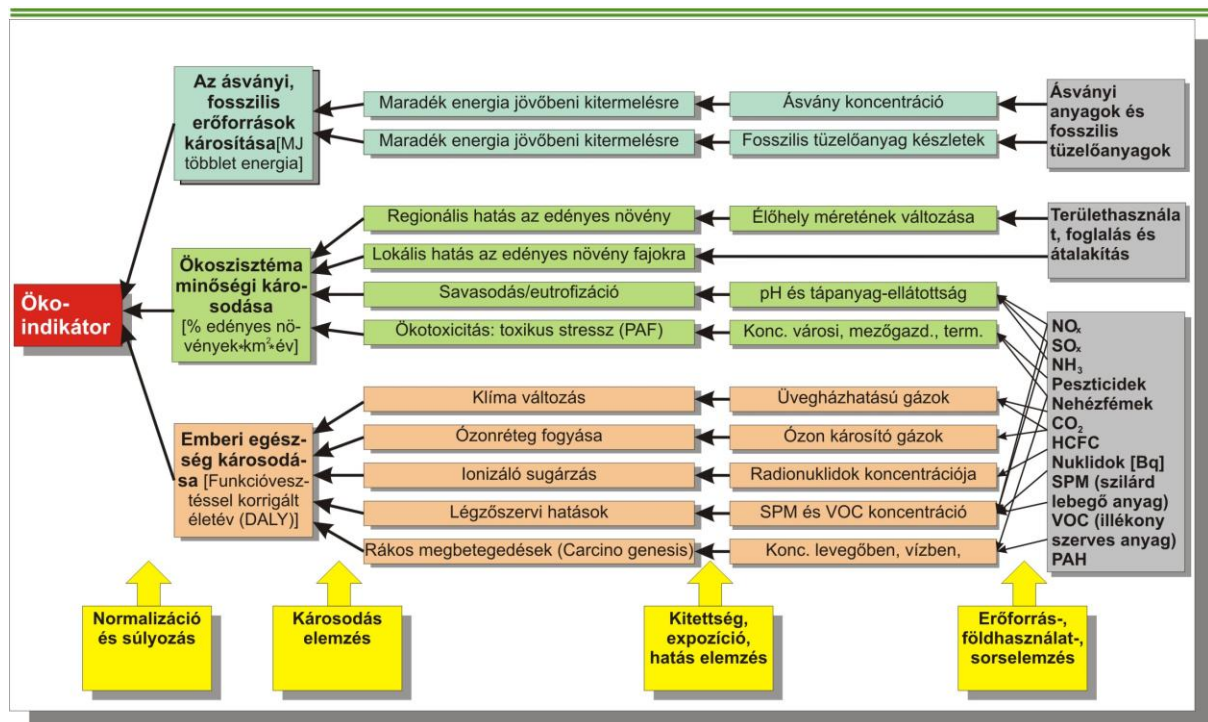 Az ásványi,
fosszilis
erőforrások
károsítása[MJ
többlet energia]
Maradék energia jövőbeni kitermelésre
Ásvány koncentráció
Maradék energia jövőbeni kitermelésre
Fosszilis tüzelőanyag készletek
Ásványi
anyagok és
fosszilis
tüzelőanyagok
Regionális hatás az edényes növény
Élőhely méretének változása
Lokális hatás az edényes növény fajokra
Területhasznála
t, foglalás és
átalakítás
Öko-
indikátor
Ökoszisztéma
minőségi káro-
sodása
[% edényes nö-
vények*km²*év]
Savasodás/eutrofizáció
pH és tápanyag-ellátottság
Ökotoxicitás: toxikus stressz (PAF)
Konc. városi, mezőgazd., term.
NOₓ
SOₓ
NH₃
Peszticidek
Nehézfémek
CO₂
HCFC
Nuklidok [Bq]
SPM (szilárd
lebegő anyag)
VOC (illékony
szerves anyag)
PAH
Emberi egész-
ség károsodá-
sa [Funkcióvesz-
téssel korrigált
életév (DALY)]
Klíma változás
Üvegházhatású gázok
Ózonréteg fogyása
Ózon károsító gázok
Ionizáló sugárzás
Radionuklidok koncentrációja
Légzőszervi hatások
SPM és VOC koncentráció
Rákos megbetegedések (Carcino genesis)
Konc. levegőben, vízben,
Normalizáció
és súlyozás
Károsodás
elemzés
Kitettség,
expozíció,
hatás elemzés
Erőforrás-,
földhasználat-,
sorselemzés